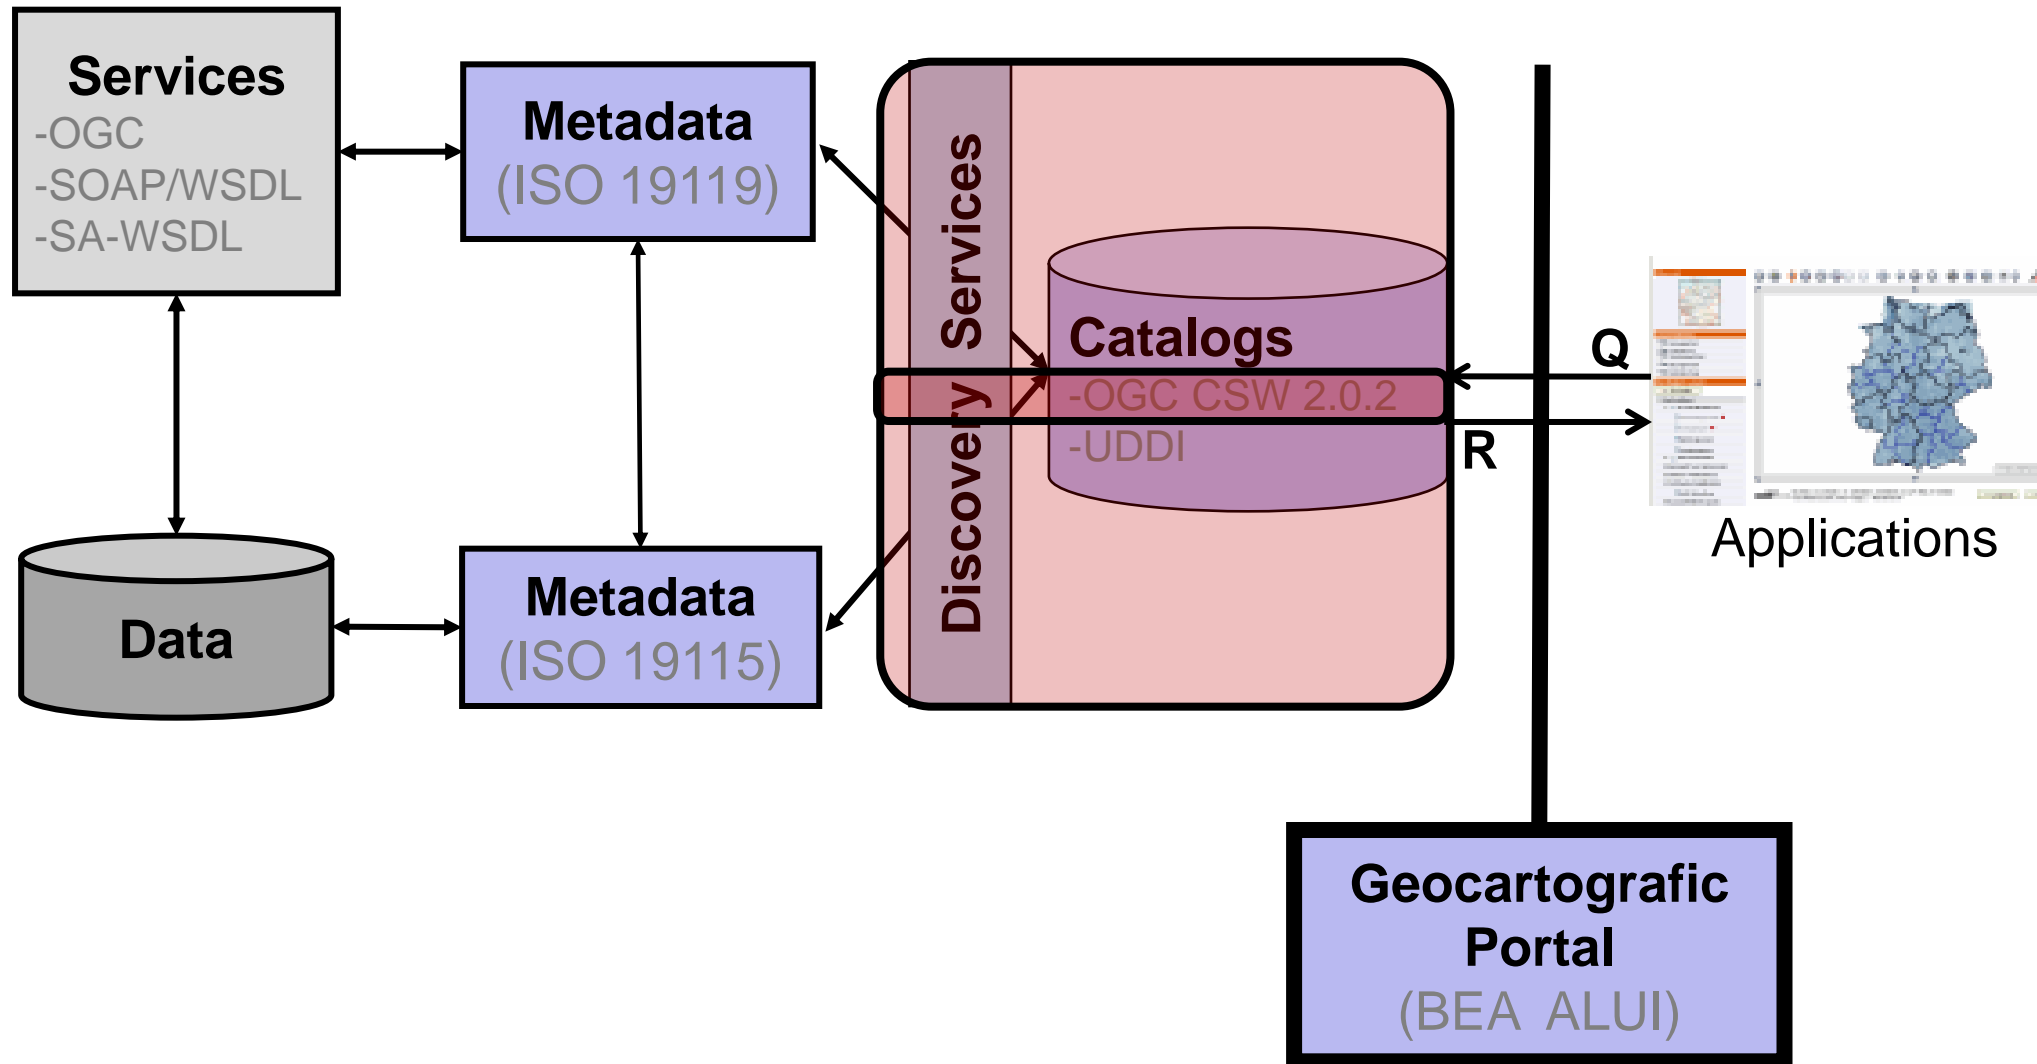 Services
-OGC
-SOAP/WSDL
-SA-WSDL
Metadata
(ISO 19119)
Data
Metadata
(ISO 19115)
Discovery Services
Catalogs
-OGC CSW 2.0.2
-UDDI
Q
R
Applications
Geocartografic
Portal
(BEA ALUI)